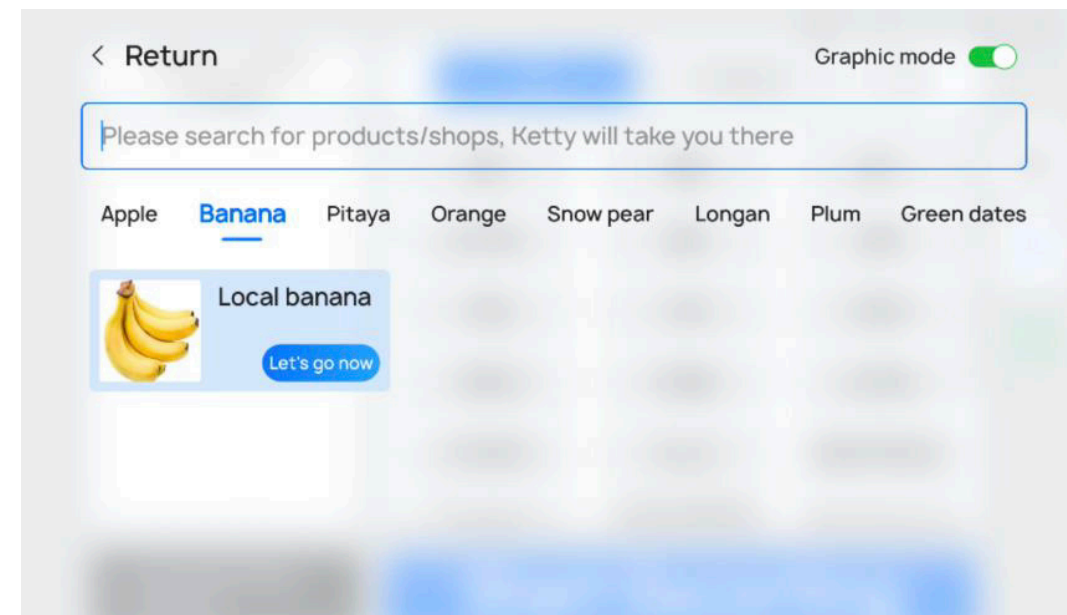 Return
Graphic mode
Please search for products/shops, Ketty will take you there
Apple Banana Pitaya Orange Snow pear Longan Plum Green dates
Local banana
Let's go now